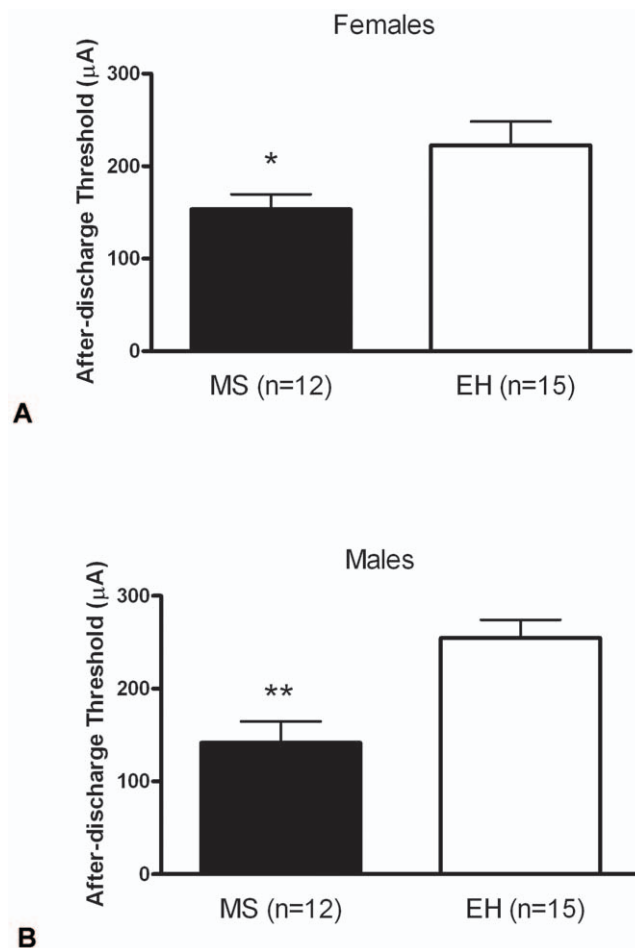 Females
After-discharge Threshold (μA)
300
200
100
0
*
MS (n=12)
EH (n=15)
A
Males
After-discharge Threshold (μA)
300
200
100
0
**
MS (n=12)
EH (n=15)
B